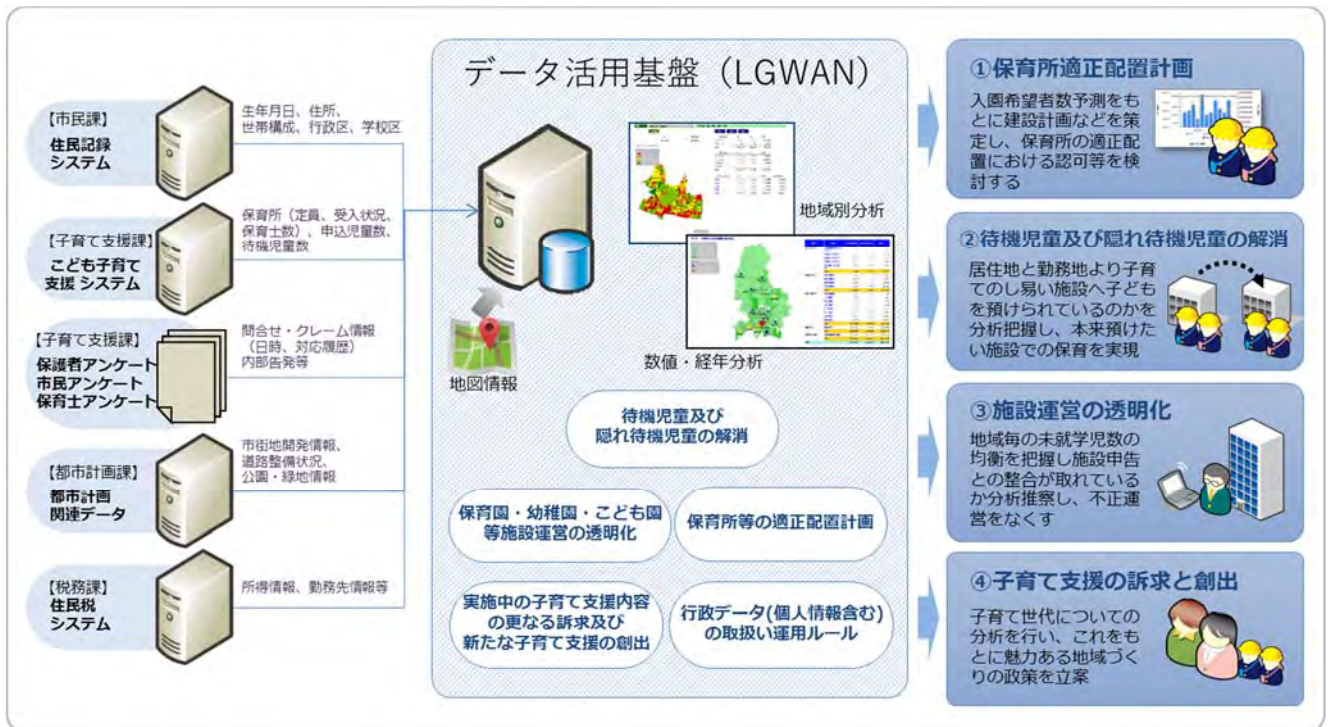 【市民課】
住民記録
システム
生年月日、住所、
世帯構成、行政区、学校区
【子育て支援課】
こども子育て
支援 システム
保育所（定員、受入状況、
保育士数）、申込児童数、
待機児童数
【子育て支援課】
保護者アンケート
市民アンケート
保育士アンケート
問合せ・クレーム情報
（日時、対応履歴）
内部告発等
【都市計画課】
都市計画
関連データ
市街地開発情報、
道路整備状況、
公園・緑地情報
【税務課】
住民税
システム
所得情報、勤務先情報等
データ活用基盤（LGWAN）
地域別分析
数値・経年分析
地図情報
待機児童及び
隠れ待機児童の解消
保育園・幼稚園・こども園
等施設運営の透明化
保育所等の適正配置計画
実施中の子育て支援内容
の更なる訴求及び
新たな子育て支援の創出
行政データ(個人情報含む)
の取扱い運用ルール
①保育所適正配置計画
入園希望者数予測をも
とに建設計画などを策
定し、保育所の適正配
置における認可等を検
討する
②待機児童及び隠れ待機児童の解消
居住地と勤務地より子育
てのし易い施設へ子ども
を預けられているのかを
分析把握し、本来預けた
い施設での保育を実現
③施設運営の透明化
地域毎の未就学児数の
均衡を把握し施設申告
との整合が取れている
か分析推察し、不正運
営をなくす
④子育て支援の訴求と創出
子育て世代についての
分析を行い、これをも
とに魅力ある地域づく
りの政策を立案